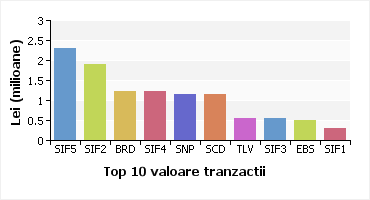 Lei (milioane)
3
2.5
2
1.5
1
0.5
0
SIF5 SIF2 BRD SIF4 SNP SCD TLV SIF3 EBS SIF1
Top 10 valoare tranzactii